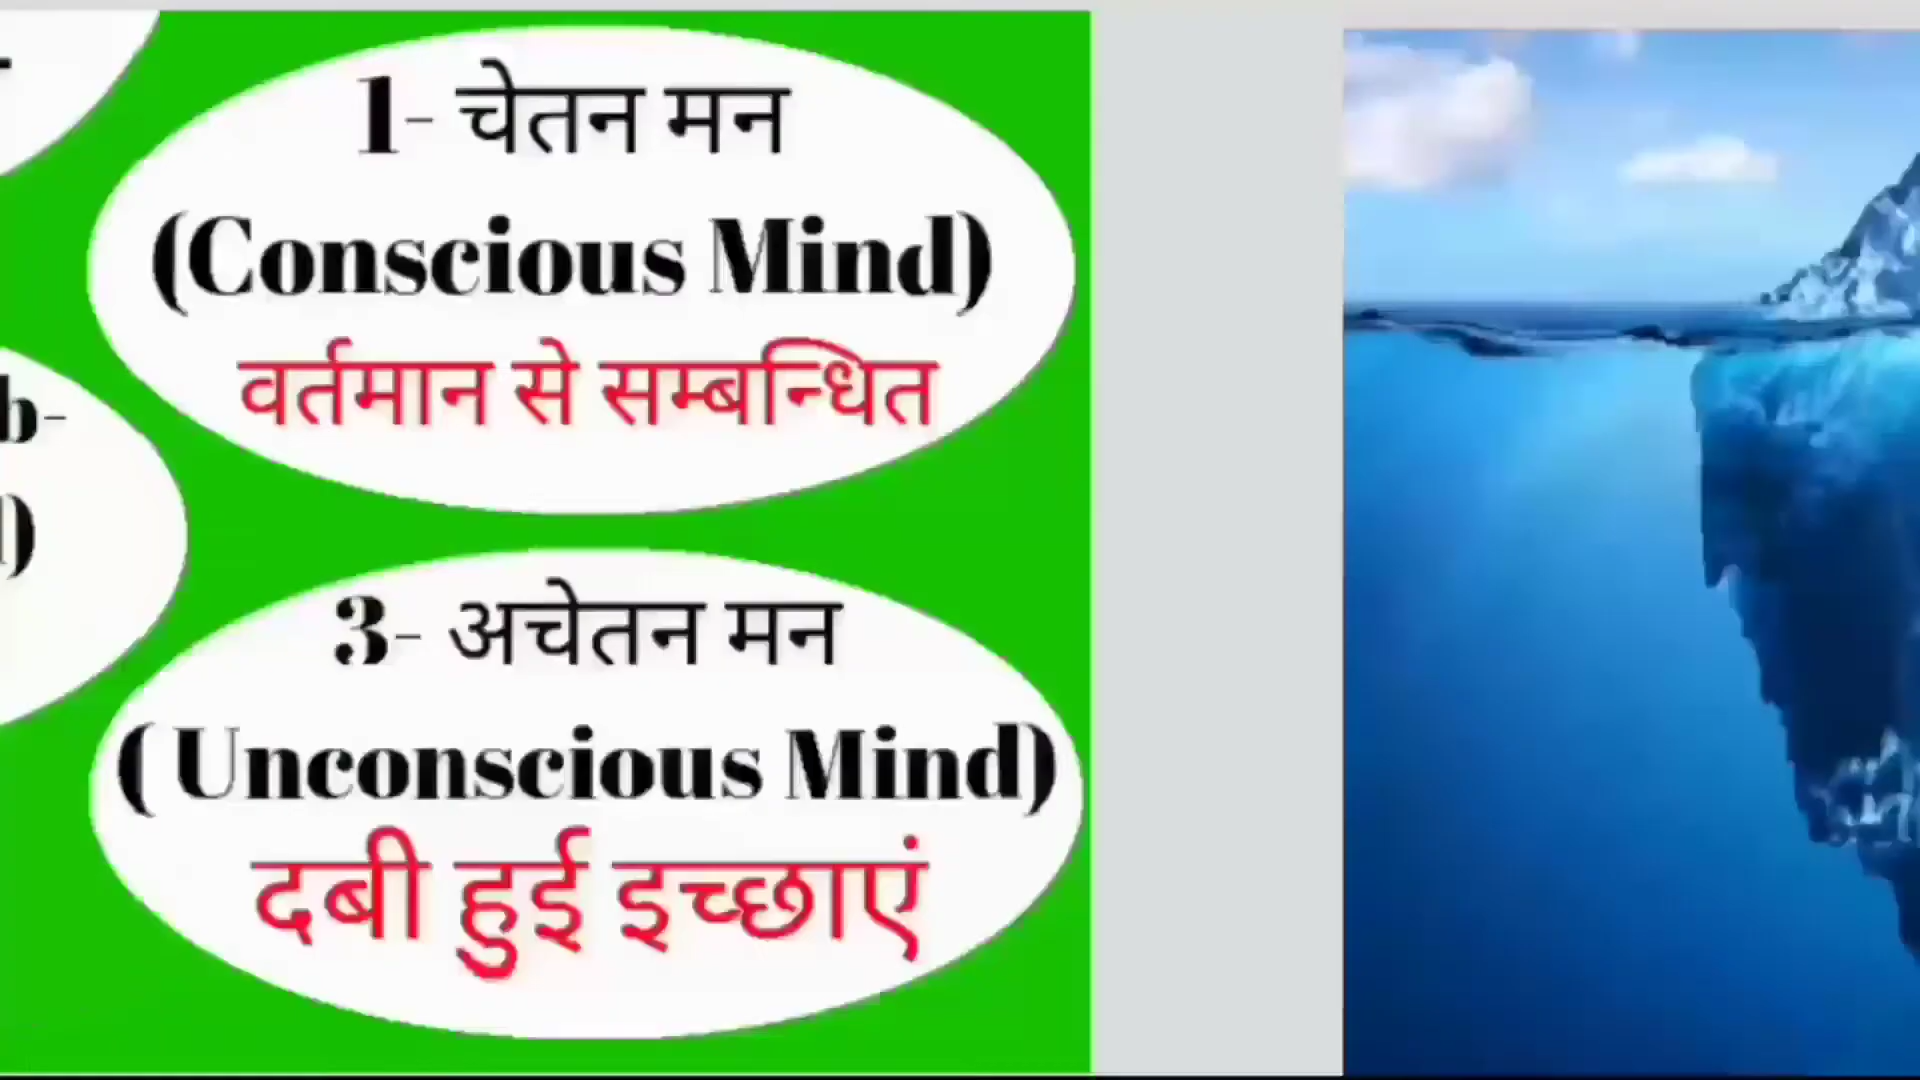 1- चेतन मन
(Conscious Mind)
वर्तमान से सम्बन्धित
b-
)
3- अचेतन मन
( Unconscious Mind)
दबी हुई इच्छाएं